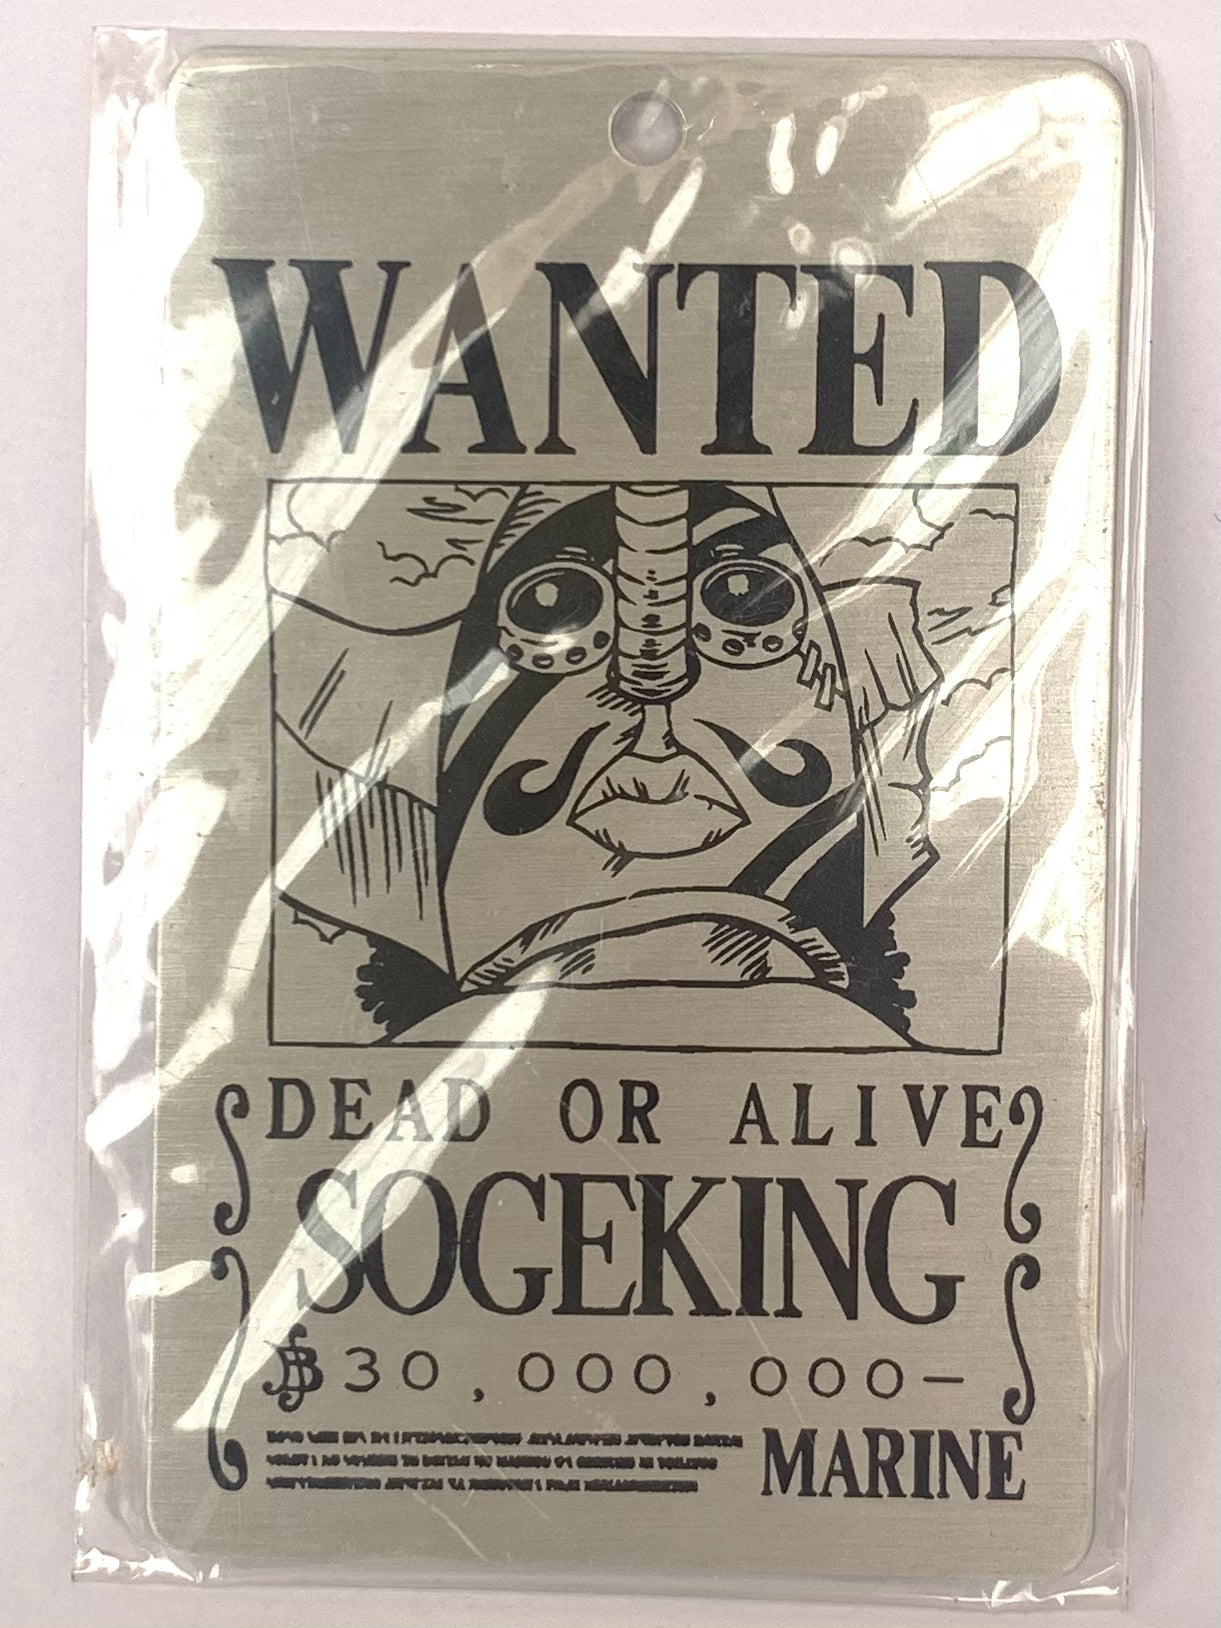 WANTED
DEAD OR ALIVE
SOGEKING
฿30,000,000-
MARINE